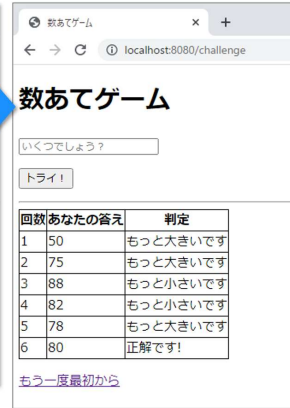 数あてゲーム
localhost:8080/challenge
数あてゲーム
いくつでしょう？
トライ！
回数 あなたの答え 判定
1 50 もっと大きいです
2 75 もっと大きいです
3 88 もっと小さいです
4 82 もっと小さいです
5 78 もっと大きいです
6 80 正解です!
もう一度最初から